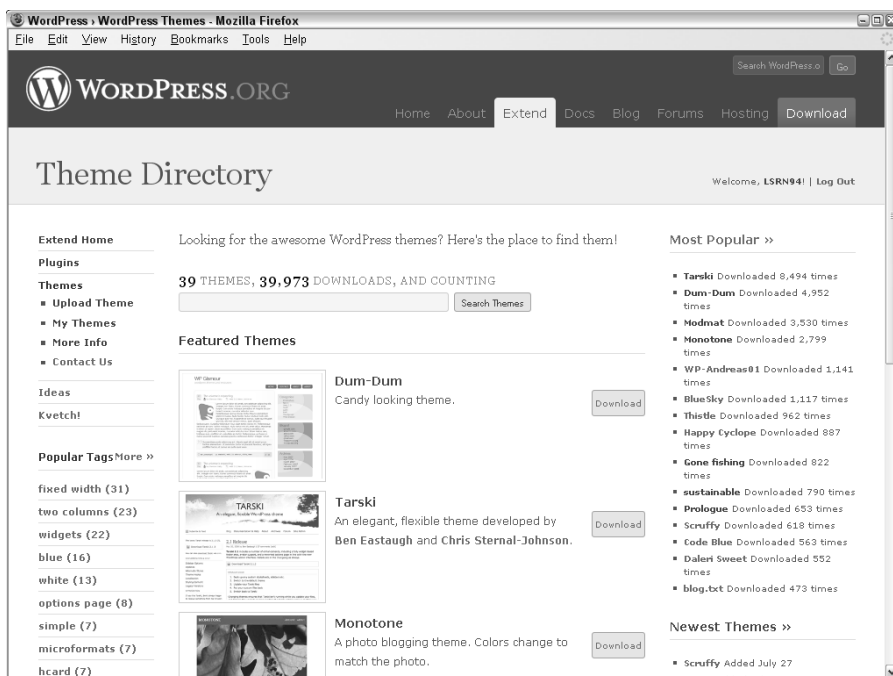 WordPress › WordPress Themes - Mozilla Firefox
File Edit View History Bookmarks Tools Help
Search WordPress.o Go
WORDPRESS.ORG
Home About Extend Docs Blog Forums Hosting Download
Theme Directory
Welcome, LSRN94! | Log Out
Extend Home
Plugins
Themes
Upload Theme
My Themes
More Info
Contact Us
Ideas
Kvetch!
Popular Tags More »
fixed width (31)
two columns (23)
widgets (22)
blue (16)
white (13)
options page (8)
simple (7)
microformats (7)
hcard (7)
Looking for the awesome WordPress themes? Here's the place to find them!
39 THEMES, 39,973 DOWNLOADS, AND COUNTING
Search Themes
Featured Themes
WP Glamour
Dum-Dum
Candy looking theme.
Download
TARSKI
Tarski
An elegant, flexible theme developed by
Ben Eastaugh and Chris Sternal-Johnson.
Download
MONOTONE
Monotone
A photo blogging theme. Colors change to
match the photo.
Download
Most Popular »
Tarski Downloaded 8,494 times
Dum-Dum Downloaded 4,952
times
Modmat Downloaded 3,530 times
Monotone Downloaded 2,799
times
WP-Andreas01 Downloaded 1,141
times
BlueSky Downloaded 1,117 times
Thistle Downloaded 962 times
Happy Cyclope Downloaded 887
times
Gone fishing Downloaded 822
times
sustainable Downloaded 790 times
Prologue Downloaded 653 times
Scruffy Downloaded 618 times
Code Blue Downloaded 563 times
Daleri Sweet Downloaded 552
times
blog.txt Downloaded 473 times
Newest Themes »
Scruffy Added July 27